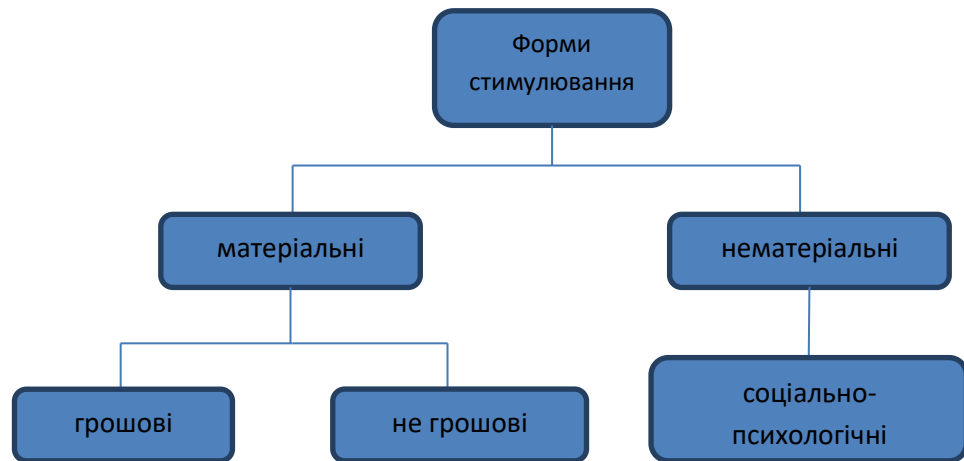 Форми
стимулювання
матеріальні
нематеріальні
грошові
не грошові
соціально-
психологічні